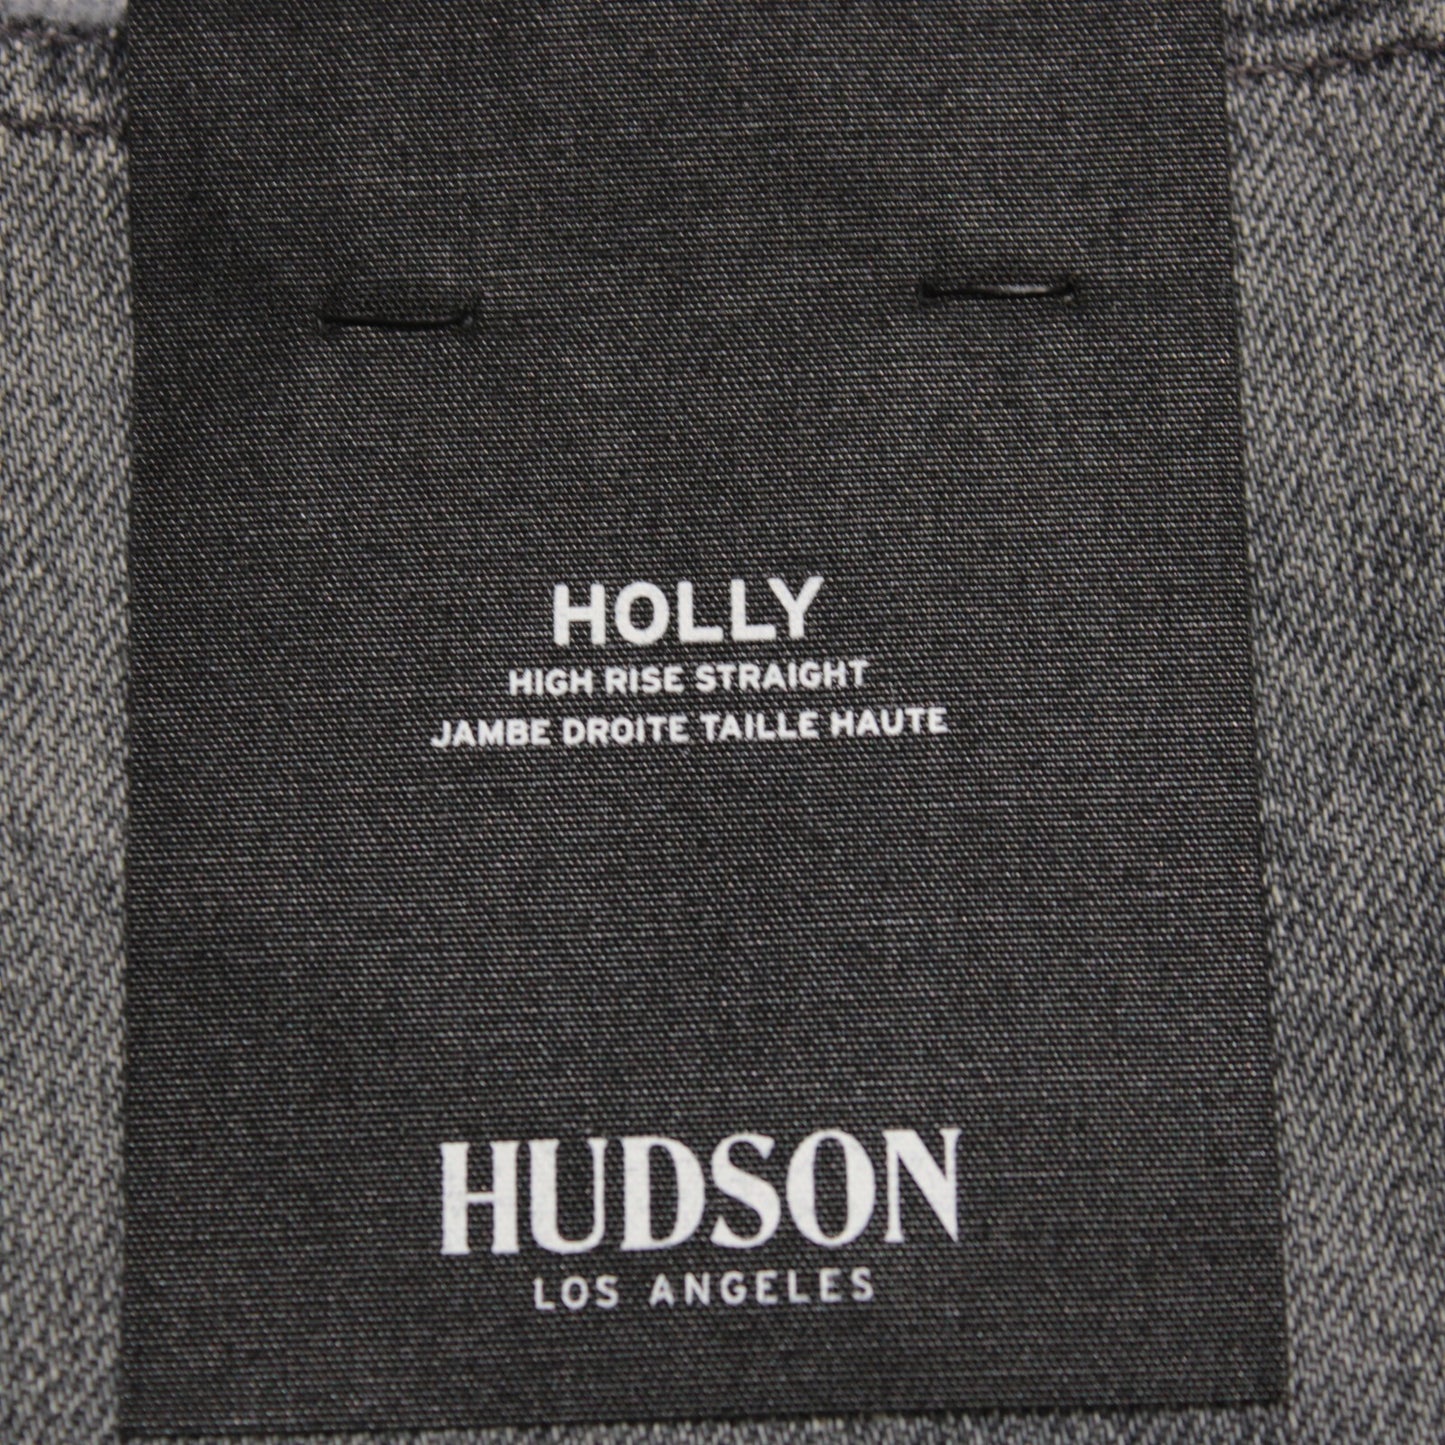 HOLLY
HIGH RISE STRAIGHT
JAMBE DROITE TAILLE HAUTE
HUDSON
LOS ANGELES